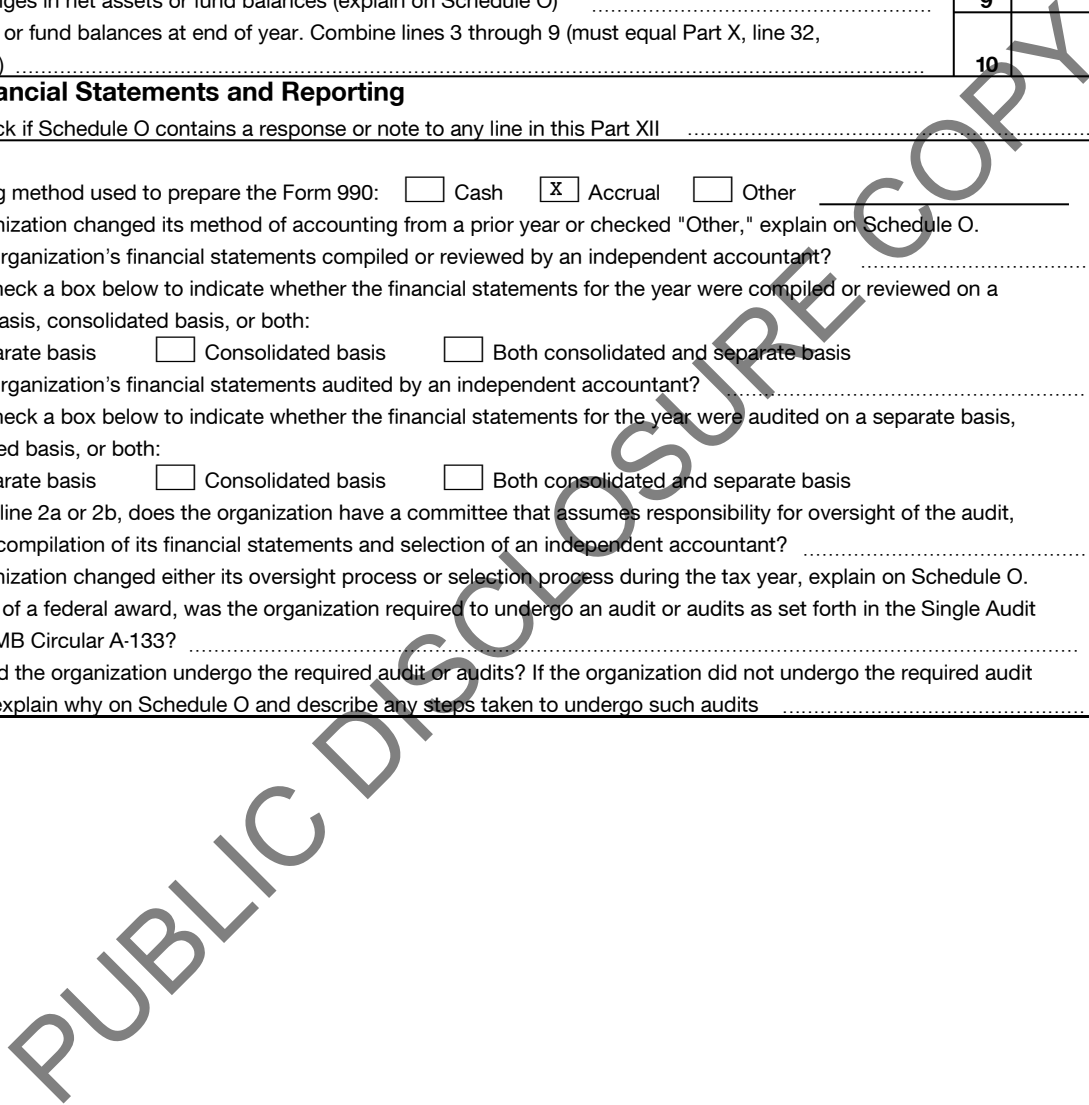 nges in net assets or fund balances (explain on Schedule O) 9
or fund balances at end of year. Combine lines 3 through 9 (must equal Part X, line 32,
) 10
ancial Statements and Reporting
ck if Schedule O contains a response or note to any line in this Part XII
g method used to prepare the Form 990: Cash X Accrual Other
nization changed its method of accounting from a prior year or checked "Other," explain on Schedule O.
rganization’s financial statements compiled or reviewed by an independent accountant?
heck a box below to indicate whether the financial statements for the year were compiled or reviewed on a
asis, consolidated basis, or both:
arate basis Consolidated basis Both consolidated and separate basis
rganization’s financial statements audited by an independent accountant?
heck a box below to indicate whether the financial statements for the year were audited on a separate basis,
ed basis, or both:
arate basis Consolidated basis Both consolidated and separate basis
line 2a or 2b, does the organization have a committee that assumes responsibility for oversight of the audit,
compilation of its financial statements and selection of an independent accountant?
nization changed either its oversight process or selection process during the tax year, explain on Schedule O.
of a federal award, was the organization required to undergo an audit or audits as set forth in the Single Audit
MB Circular A-133?
d the organization undergo the required audit or audits? If the organization did not undergo the required audit
explain why on Schedule O and describe any steps taken to undergo such audits
PUBLIC DISCLOSURE COPY